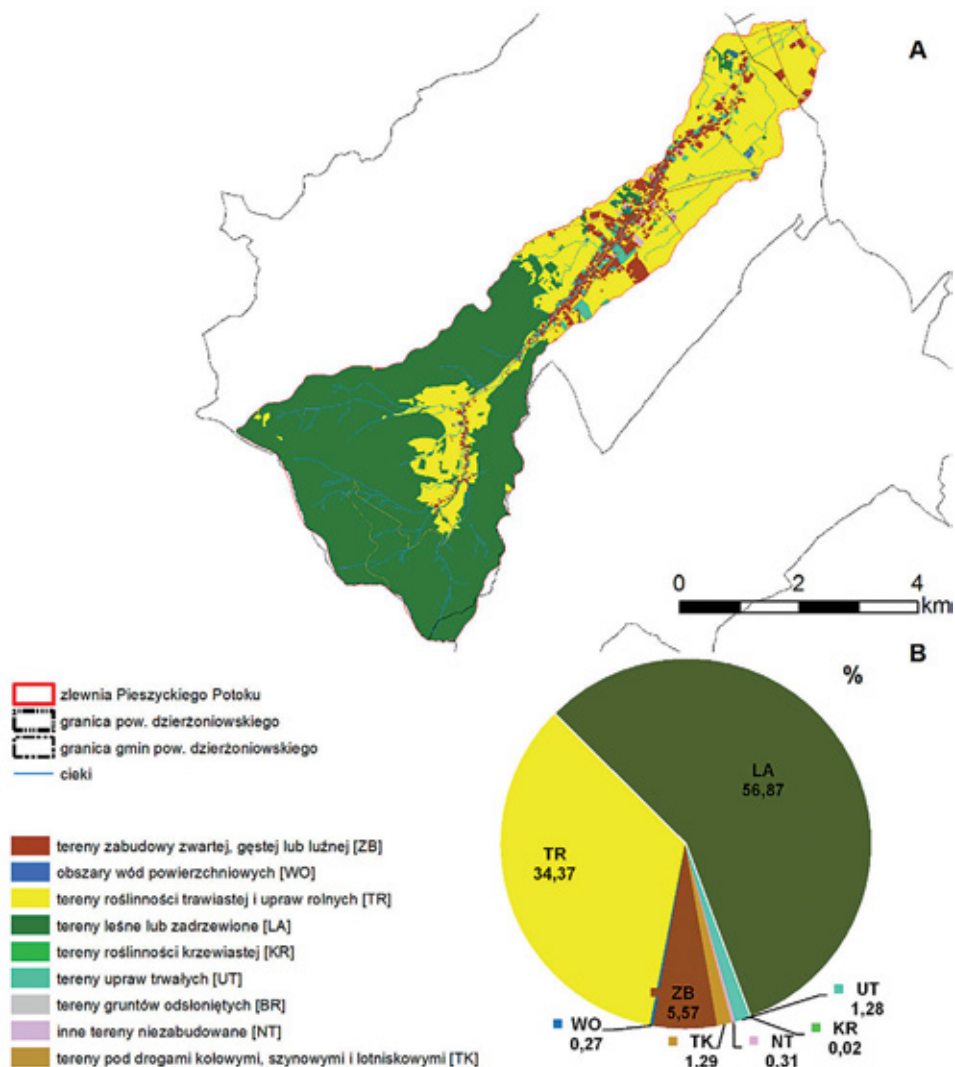 A
0 2 4
km
B
zlewnia Pieszyckiego Potoku
granica pow. dzierżoniowskiego
granica gmin pow. dzierżoniowskiego
cieki
tereny zabudowy zwartej, gęstej lub luźnej [ZB]
obszary wód powierzchniowych [WO]
tereny roślinności trawiastej i upraw rolnych [TR]
tereny leśne lub zadrzewione [LA]
tereny roślinności krzewiastej [KR]
tereny upraw trwałych [UT]
tereny gruntów odsłoniętych [BR]
inne tereny niezabudowane [NT]
tereny pod drogami kołowymi, szynowymi i lotniskowymi [TK]
%
LA
56,87
TR
34,37
ZB
5,57
WO
0,27
TK
1,29
NT
0,31
UT
1,28
KR
0,02